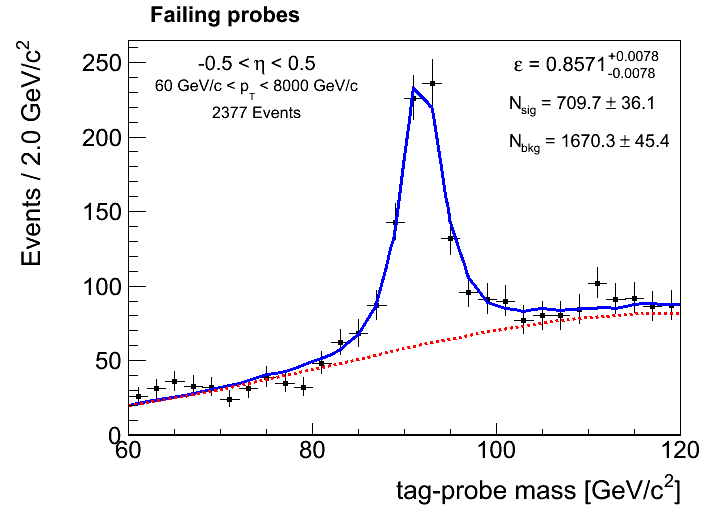 Failing probes
Events / 2.0 GeV/c²
-0.5 < η < 0.5
60 GeV/c < p_T < 8000 GeV/c
2377 Events
ε = 0.8571 +0.0078 -0.0078
N_sig = 709.7 ± 36.1
N_bkg = 1670.3 ± 45.4
250
200
150
100
50
0
60 80 100 120
tag-probe mass [GeV/c²]